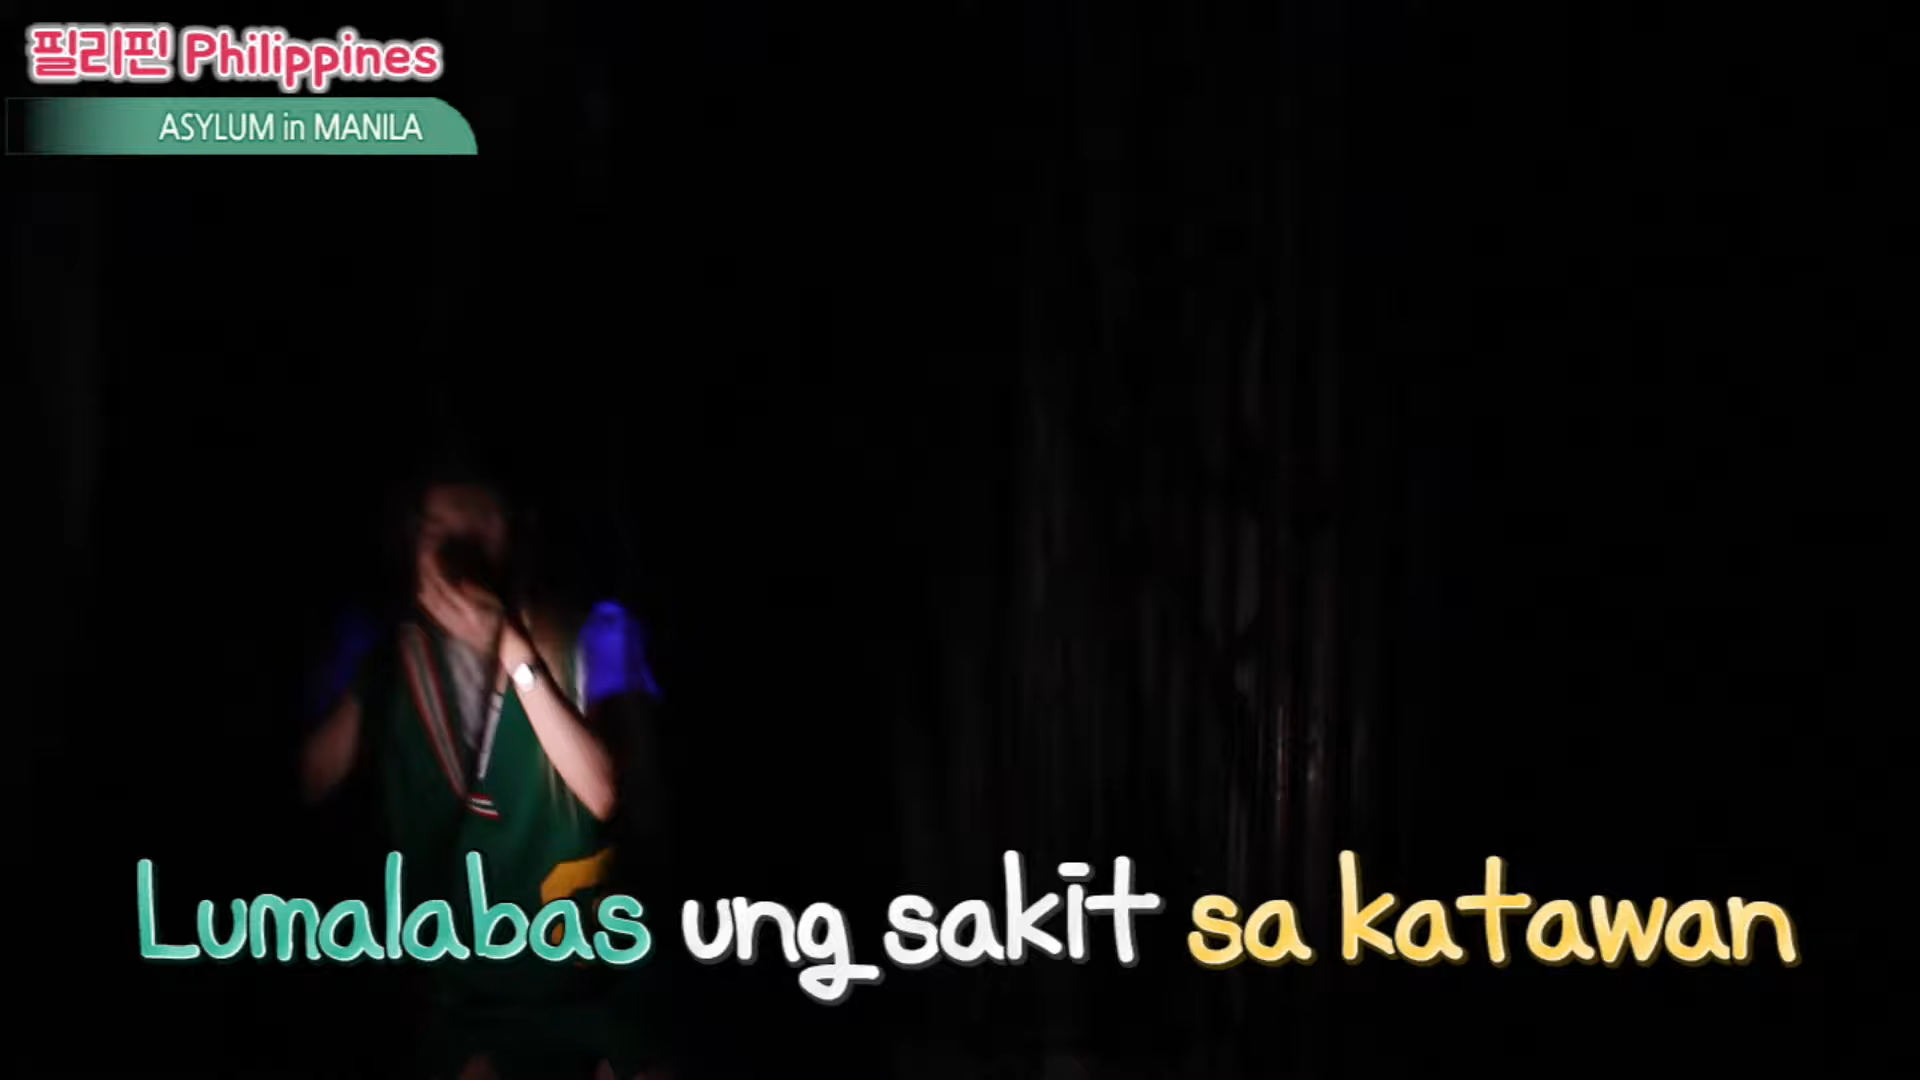 필리핀 Philippines
ASYLUM in MANILA
Lumalabas ung sakit sa katawan